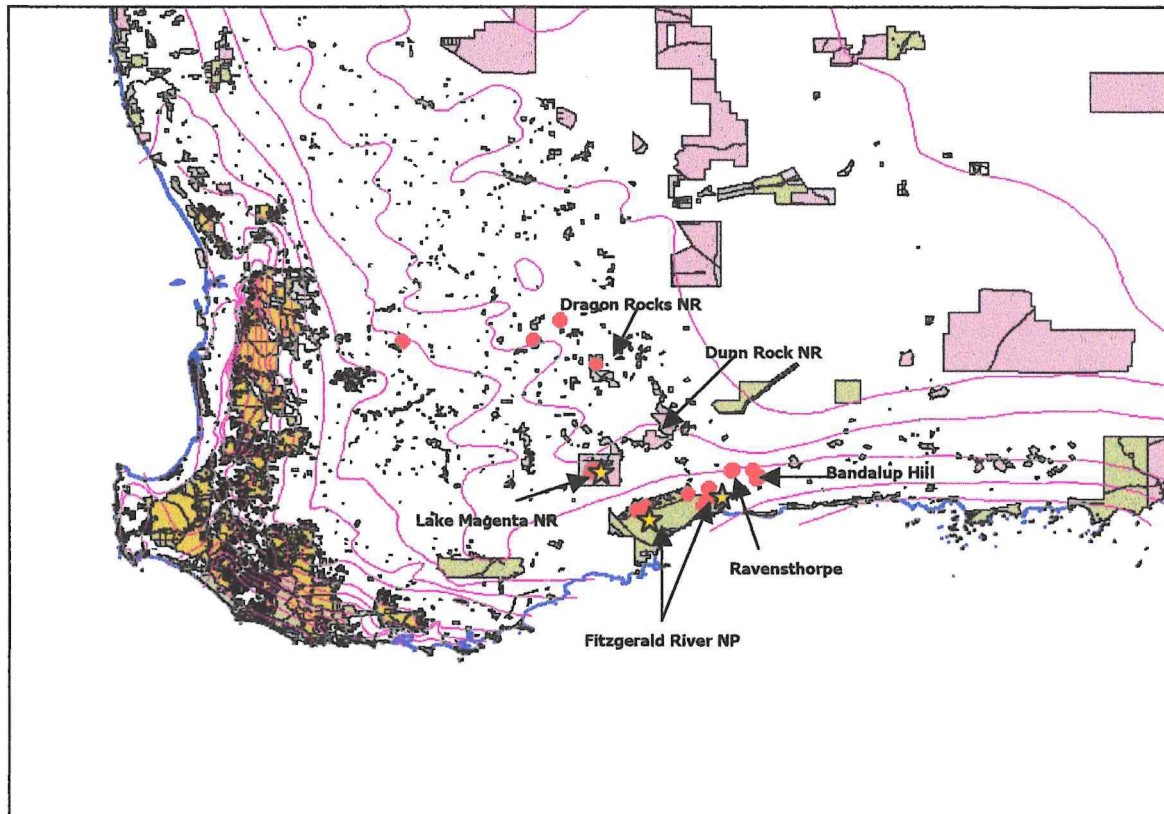 Dragon Rocks NR
Dunn Rock NR
Bandalup Hill
Lake Magenta NR
Ravensthorpe
Fitzgerald River NP